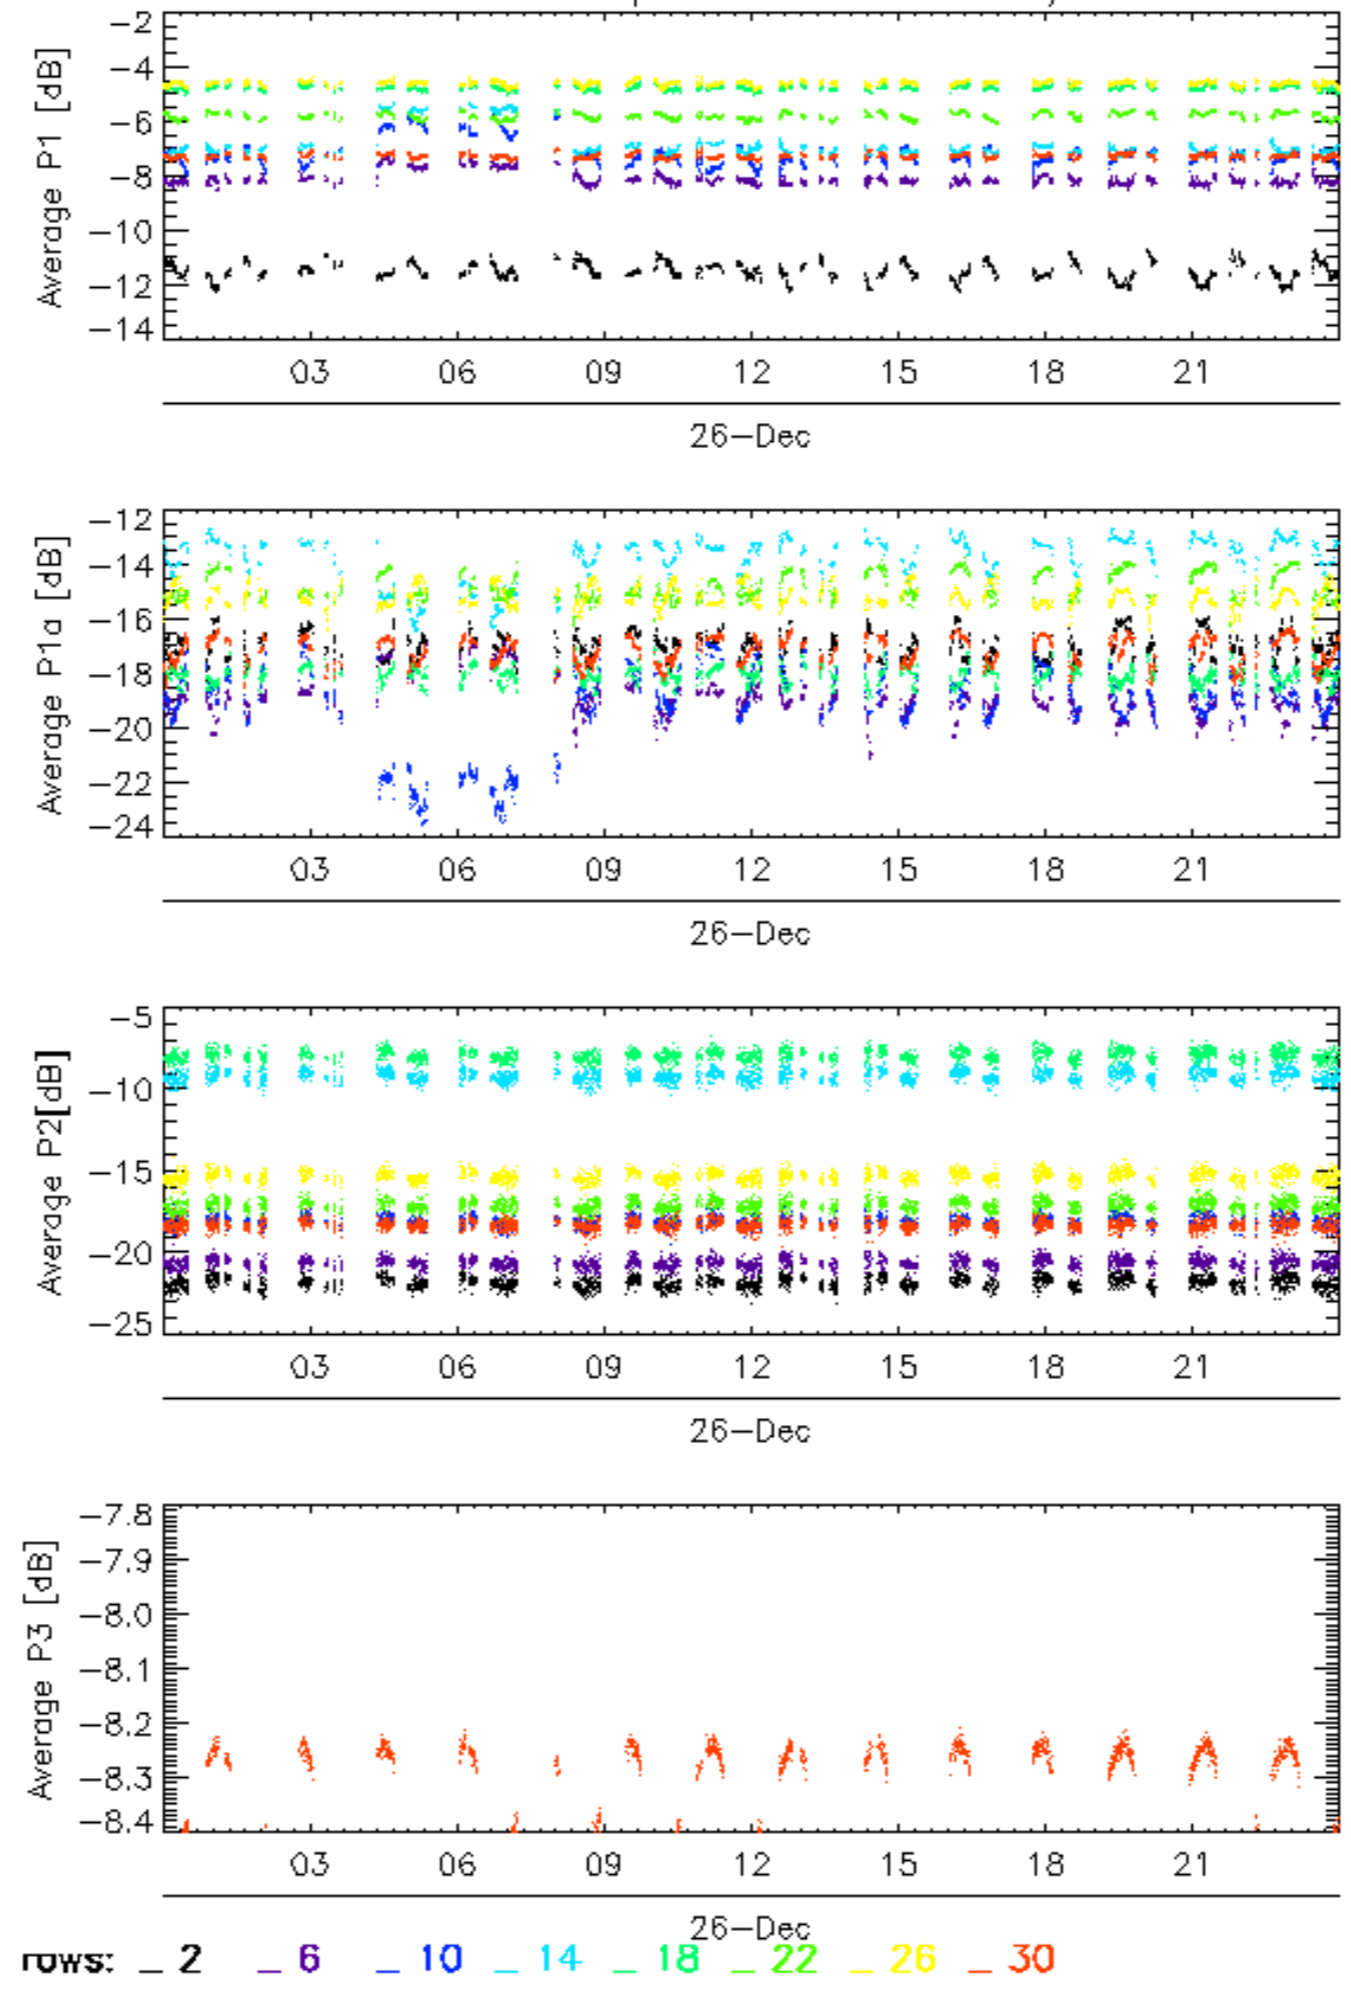 Average P1 [dB]
−2
−4
−6
−8
−10
−12
−14
03 06 09 12 15 18 21
26−Dec
Average P1a [dB]
−12
−14
−16
−18
−20
−22
−24
03 06 09 12 15 18 21
26−Dec
Average P2[dB]
−5
−10
−15
−20
−25
03 06 09 12 15 18 21
26−Dec
Average P3 [dB]
−7.8
−7.9
−8.0
−8.1
−8.2
−8.3
−8.4
03 06 09 12 15 18 21
26−Dec
rows: _ 2 _ 6 _ 10 _ 14 _ 18 _ 22 _ 26 _ 30